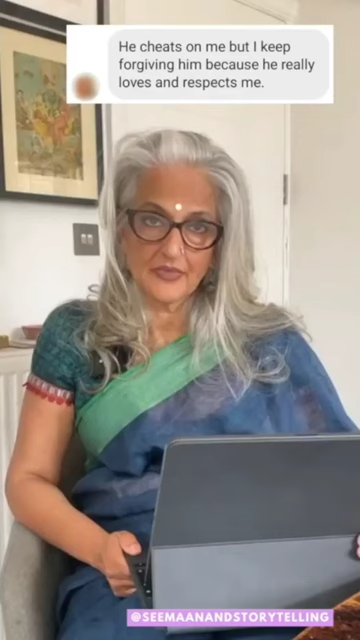 He cheats on me but I keep
forgiving him because he really
loves and respects me.
@SEEMAANANDSTORYTELLING